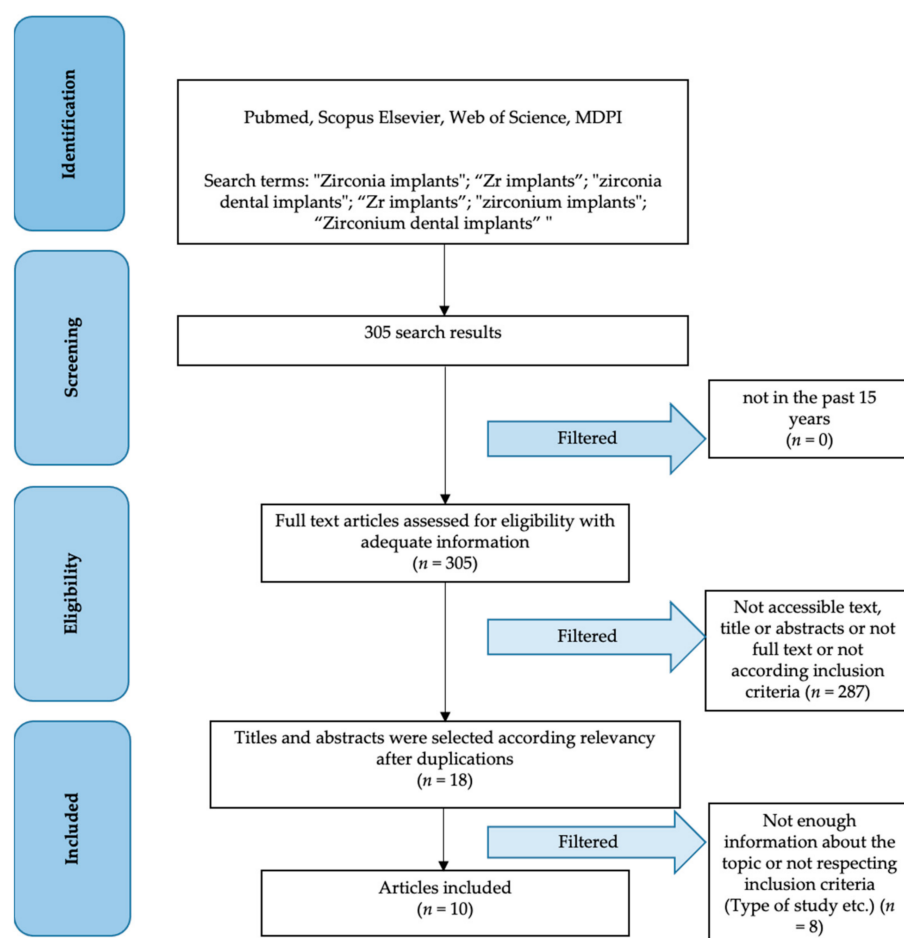 Identification
Pubmed, Scopus Elsevier, Web of Science, MDPI
Search terms: "Zirconia implants"; “Zr implants”; "zirconia
dental implants"; “Zr implants”; "zirconium implants";
“Zirconium dental implants” "
Screening
305 search results
Filtered
not in the past 15
years
(n = 0)
Eligibility
Full text articles assessed for eligibility with
adequate information
(n = 305)
Filtered
Not accessible text,
title or abstracts or not
full text or not
according inclusion
criteria (n = 287)
Included
Titles and abstracts were selected according relevancy
after duplications
(n = 18)
Filtered
Not enough
information about the
topic or not respecting
inclusion criteria
(Type of study etc.) (n
= 8)
Articles included
(n = 10)